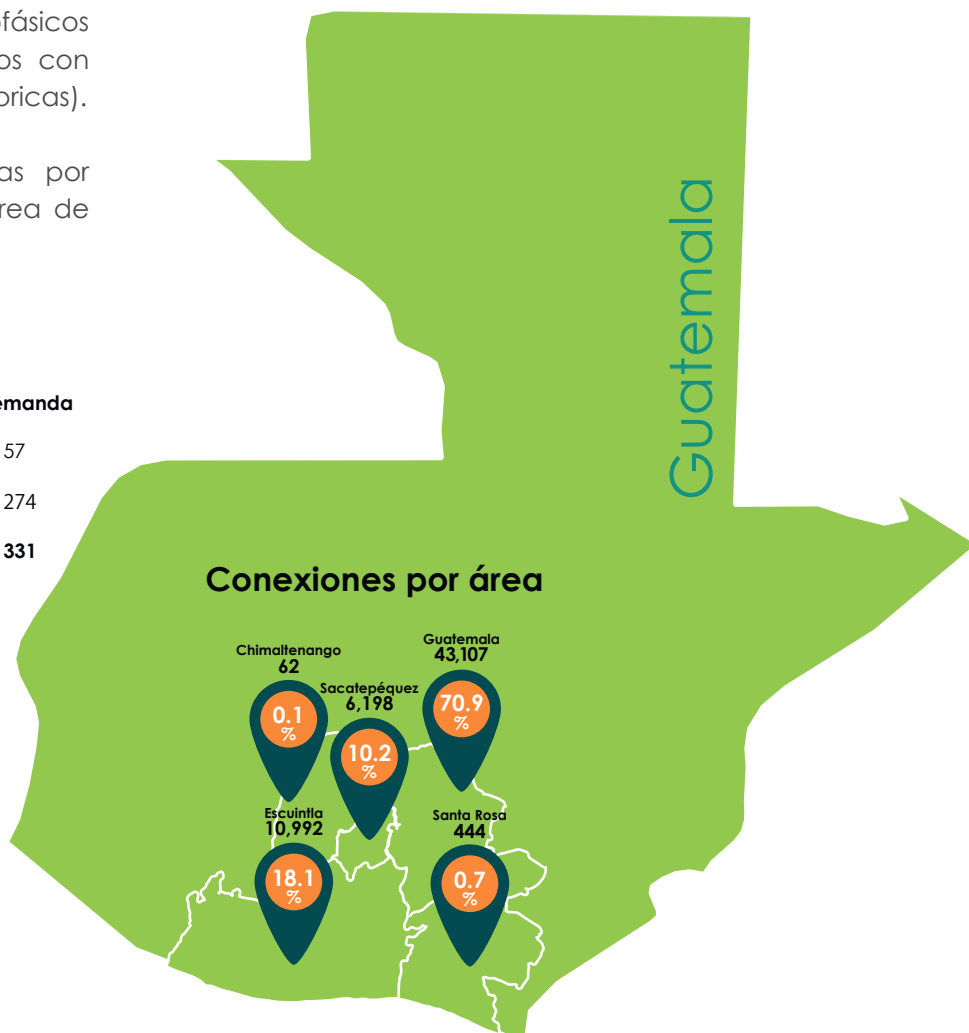 ofásicos
os con
bricas).
as por
rea de
emanda
57
274
331
Guatemala
Conexiones por área
Chimaltenango
62
0.1
%
Sacatepéquez
6,198
10.2
%
Guatemala
43,107
70.9
%
Escuintla
10,992
18.1
%
Santa Rosa
444
0.7
%